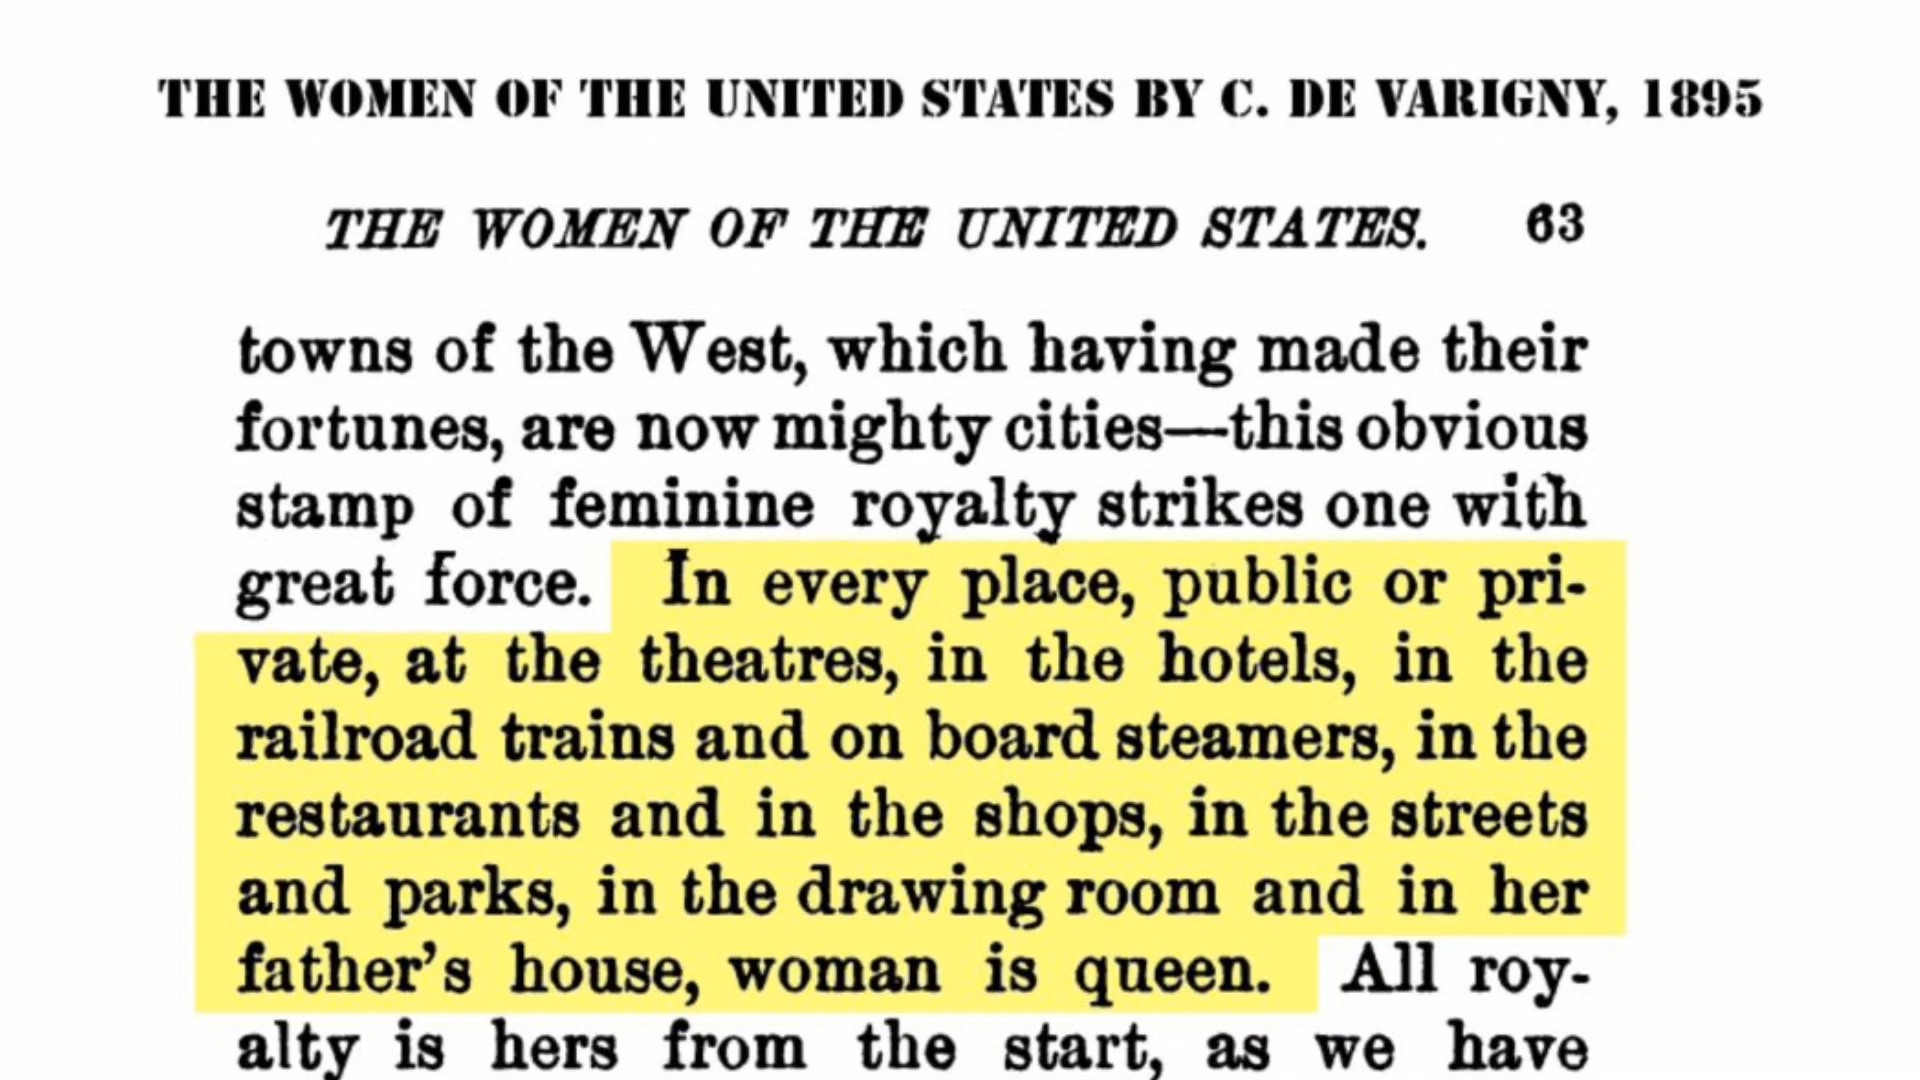 THE WOMEN OF THE UNITED STATES BY C. DE VARIGNY, 1895
THE WOMEN OF THE UNITED STATES. 63
towns of the West, which having made their
fortunes, are now mighty cities—this obvious
stamp of feminine royalty strikes one with
great force. In every place, public or pri-
vate, at the theatres, in the hotels, in the
railroad trains and on board steamers, in the
restaurants and in the shops, in the streets
and parks, in the drawing room and in her
father's house, woman is queen. All roy-
alty is hers from the start, as we have